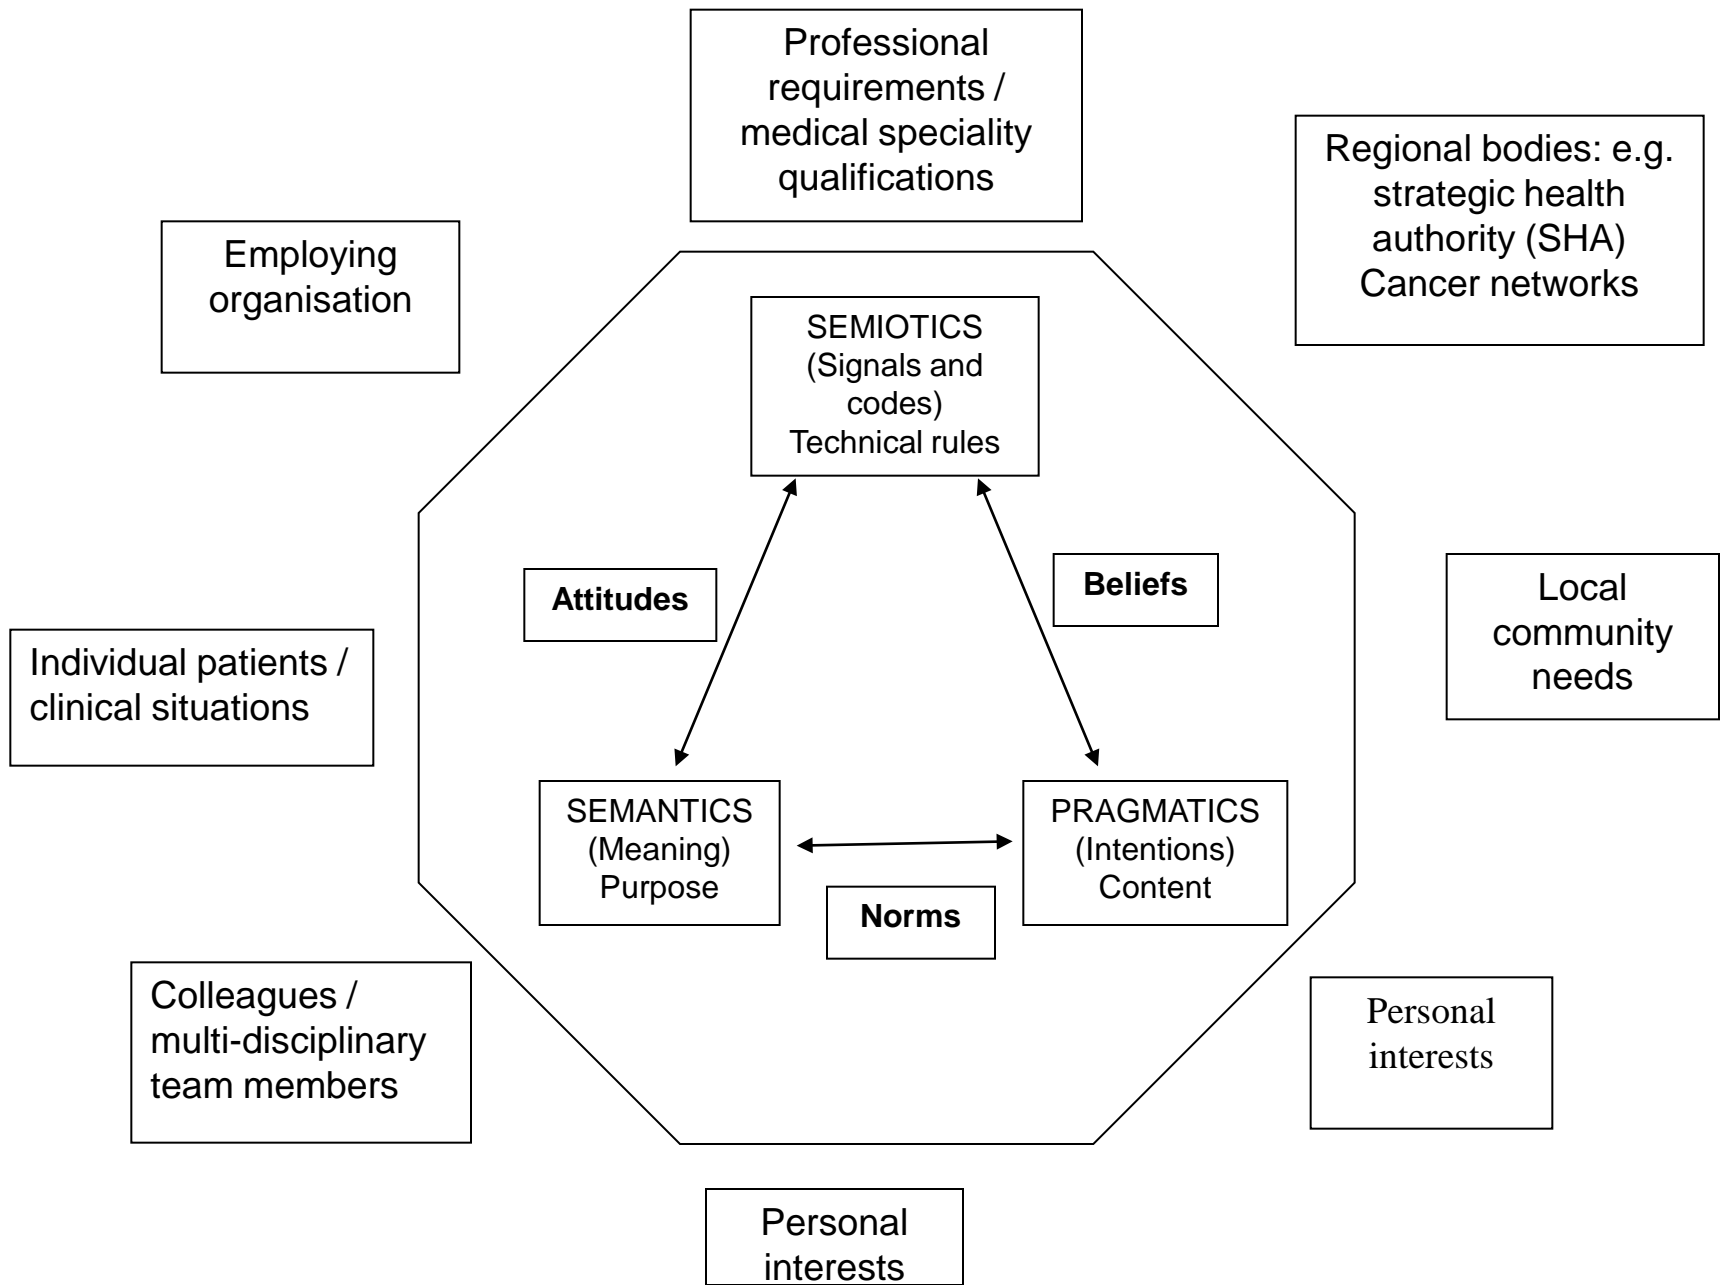 Professional
requirements /
medical speciality
qualifications
Regional bodies: e.g.
strategic health
authority (SHA)
Cancer networks
Employing
organisation
SEMIOTICS
(Signals and
codes)
Technical rules
Attitudes
Beliefs
Local
community
needs
Individual patients /
clinical situations
SEMANTICS
(Meaning)
Purpose
PRAGMATICS
(Intentions)
Content
Norms
Colleagues /
multi-disciplinary
team members
Personal
interests
Personal
interests